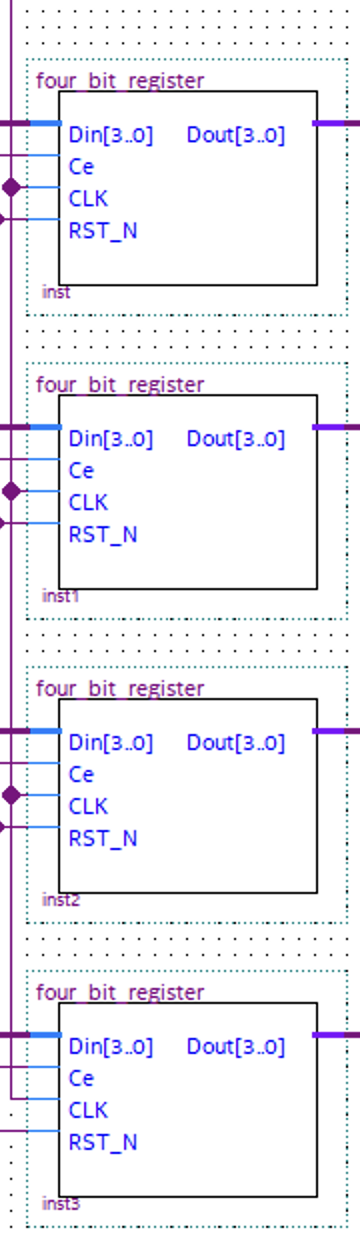 four_bit_register
Din[3..0] Dout[3..0]
Ce
CLK
RST_N
inst
four_bit_register
Din[3..0] Dout[3..0]
Ce
CLK
RST_N
inst1
four_bit_register
Din[3..0] Dout[3..0]
Ce
CLK
RST_N
inst2
four_bit_register
Din[3..0] Dout[3..0]
Ce
CLK
RST_N
inst3